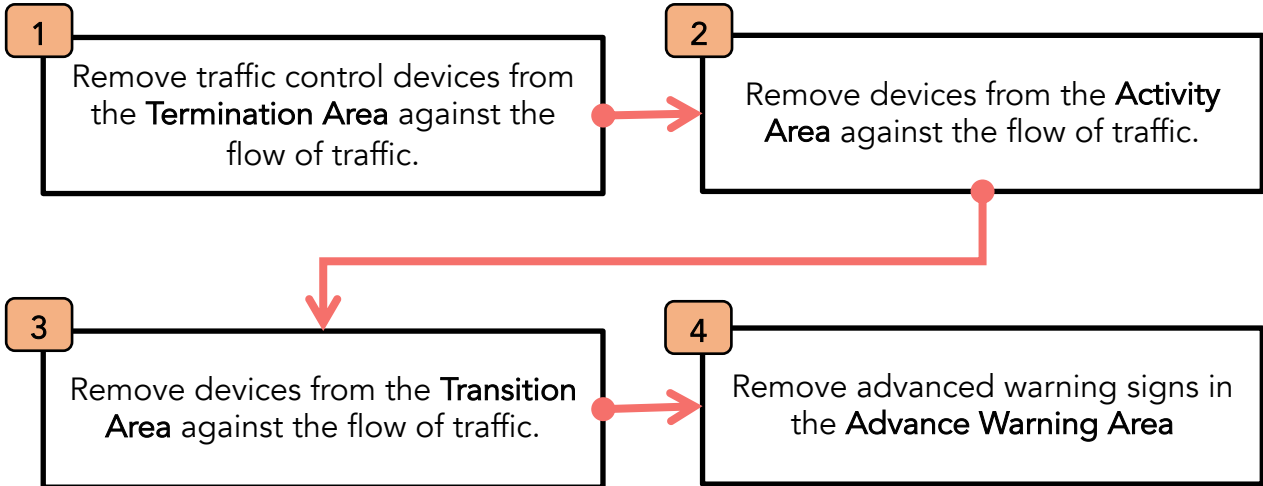 1
Remove traffic control devices from
the Termination Area against the
flow of traffic.
2
Remove devices from the Activity
Area against the flow of traffic.
3
Remove devices from the Transition
Area against the flow of traffic.
4
Remove advanced warning signs in
the Advance Warning Area